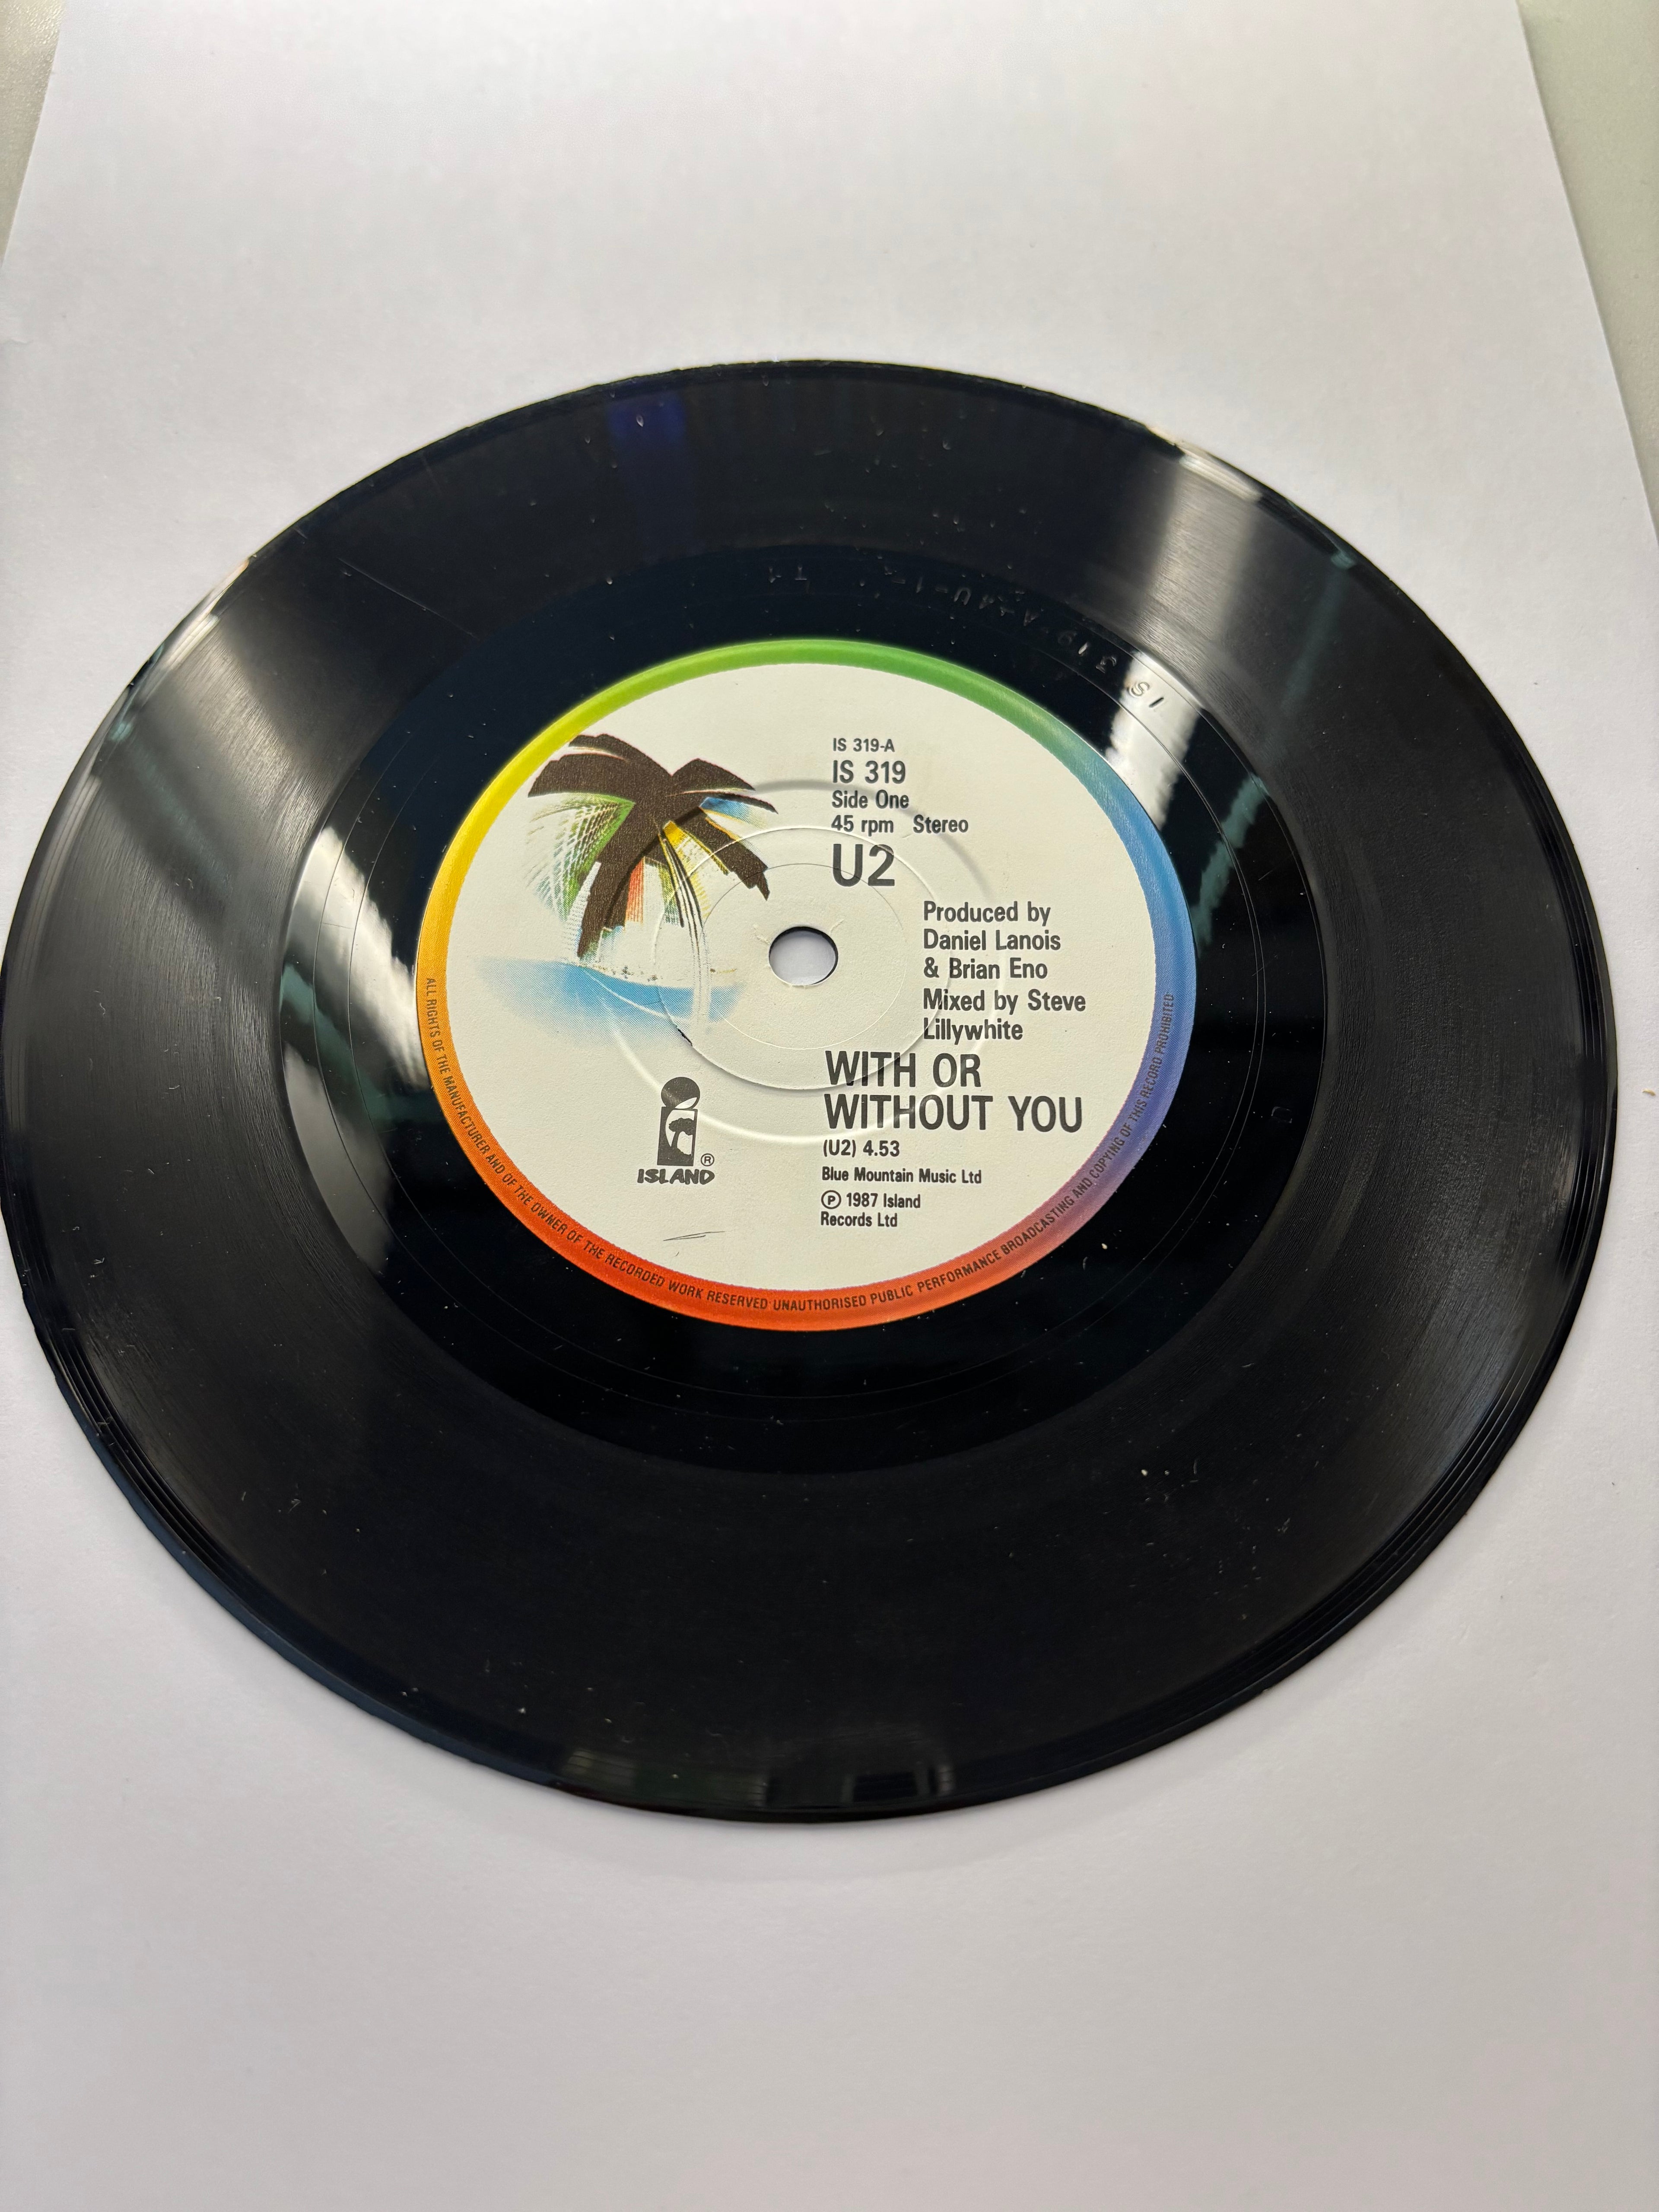 IS 319-A
IS 319
Side One
45 rpm Stereo
U2
Produced by
Daniel Lanois
& Brian Eno
Mixed by Steve
Lillywhite
WITH OR
WITHOUT YOU
(U2) 4.53
Blue Mountain Music Ltd
Ⓟ 1987 Island
Records Ltd
ISLAND®
ALL RIGHTS OF THE MANUFACTURER AND OF THE OWNER OF THE RECORDED WORK RESERVED UNAUTHORISED PUBLIC PERFORMANCE BROADCASTING AND COPYING OF THIS RECORD PROHIBITED
IS 319